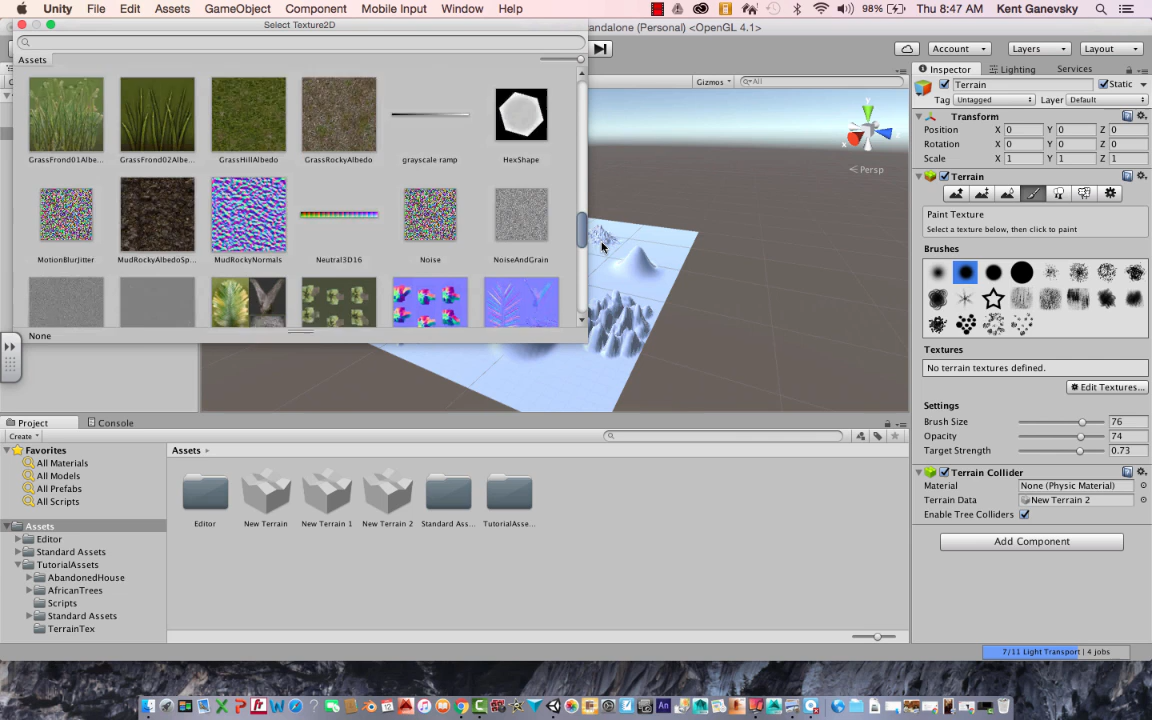 Unity File Edit Assets GameObject Component Mobile Input Window Help
98% Thu 8:47 AM Kent Ganevsky
Select Texture2D
andalone (Personal) <OpenGL 4.1>
Account Layers Layout
Assets
Gizmos All
Inspector Lighting Services
Terrain Static
Tag Untagged Layer Default
Transform
Position X 0 Y 0 Z 0
Rotation X 0 Y 0 Z 0
Scale X 1 Y 1 Z 1
GrassFrond01Albe... GrassFrond02Albe... GrassHillAlbedo GrassRockyAlbedo grayscale ramp HexShape
x z
Persp
Terrain
Paint Texture
Select a texture below, then click to paint
Brushes
MotionBlurJitter MudRockyAlbedoSp... MudRockyNormals Neutral3D16 Noise NoiseAndGrain
None
Textures
No terrain textures defined.
Edit Textures...
Settings
Brush Size 76
Opacity 74
Target Strength 0.73
Terrain Collider
Material None (Physic Material)
Terrain Data New Terrain 2
Enable Tree Colliders
Add Component
Project Console
Create
Favorites
All Materials
All Models
All Prefabs
All Scripts
Assets
Editor
Standard Assets
TutorialAssets
AbandonedHouse
AfricanTrees
Scripts
Standard Assets
TerrainTex
Assets
Editor New Terrain New Terrain 1 New Terrain 2 Standard Ass... TutorialAsse...
7/11 Light Transport | 4 jobs